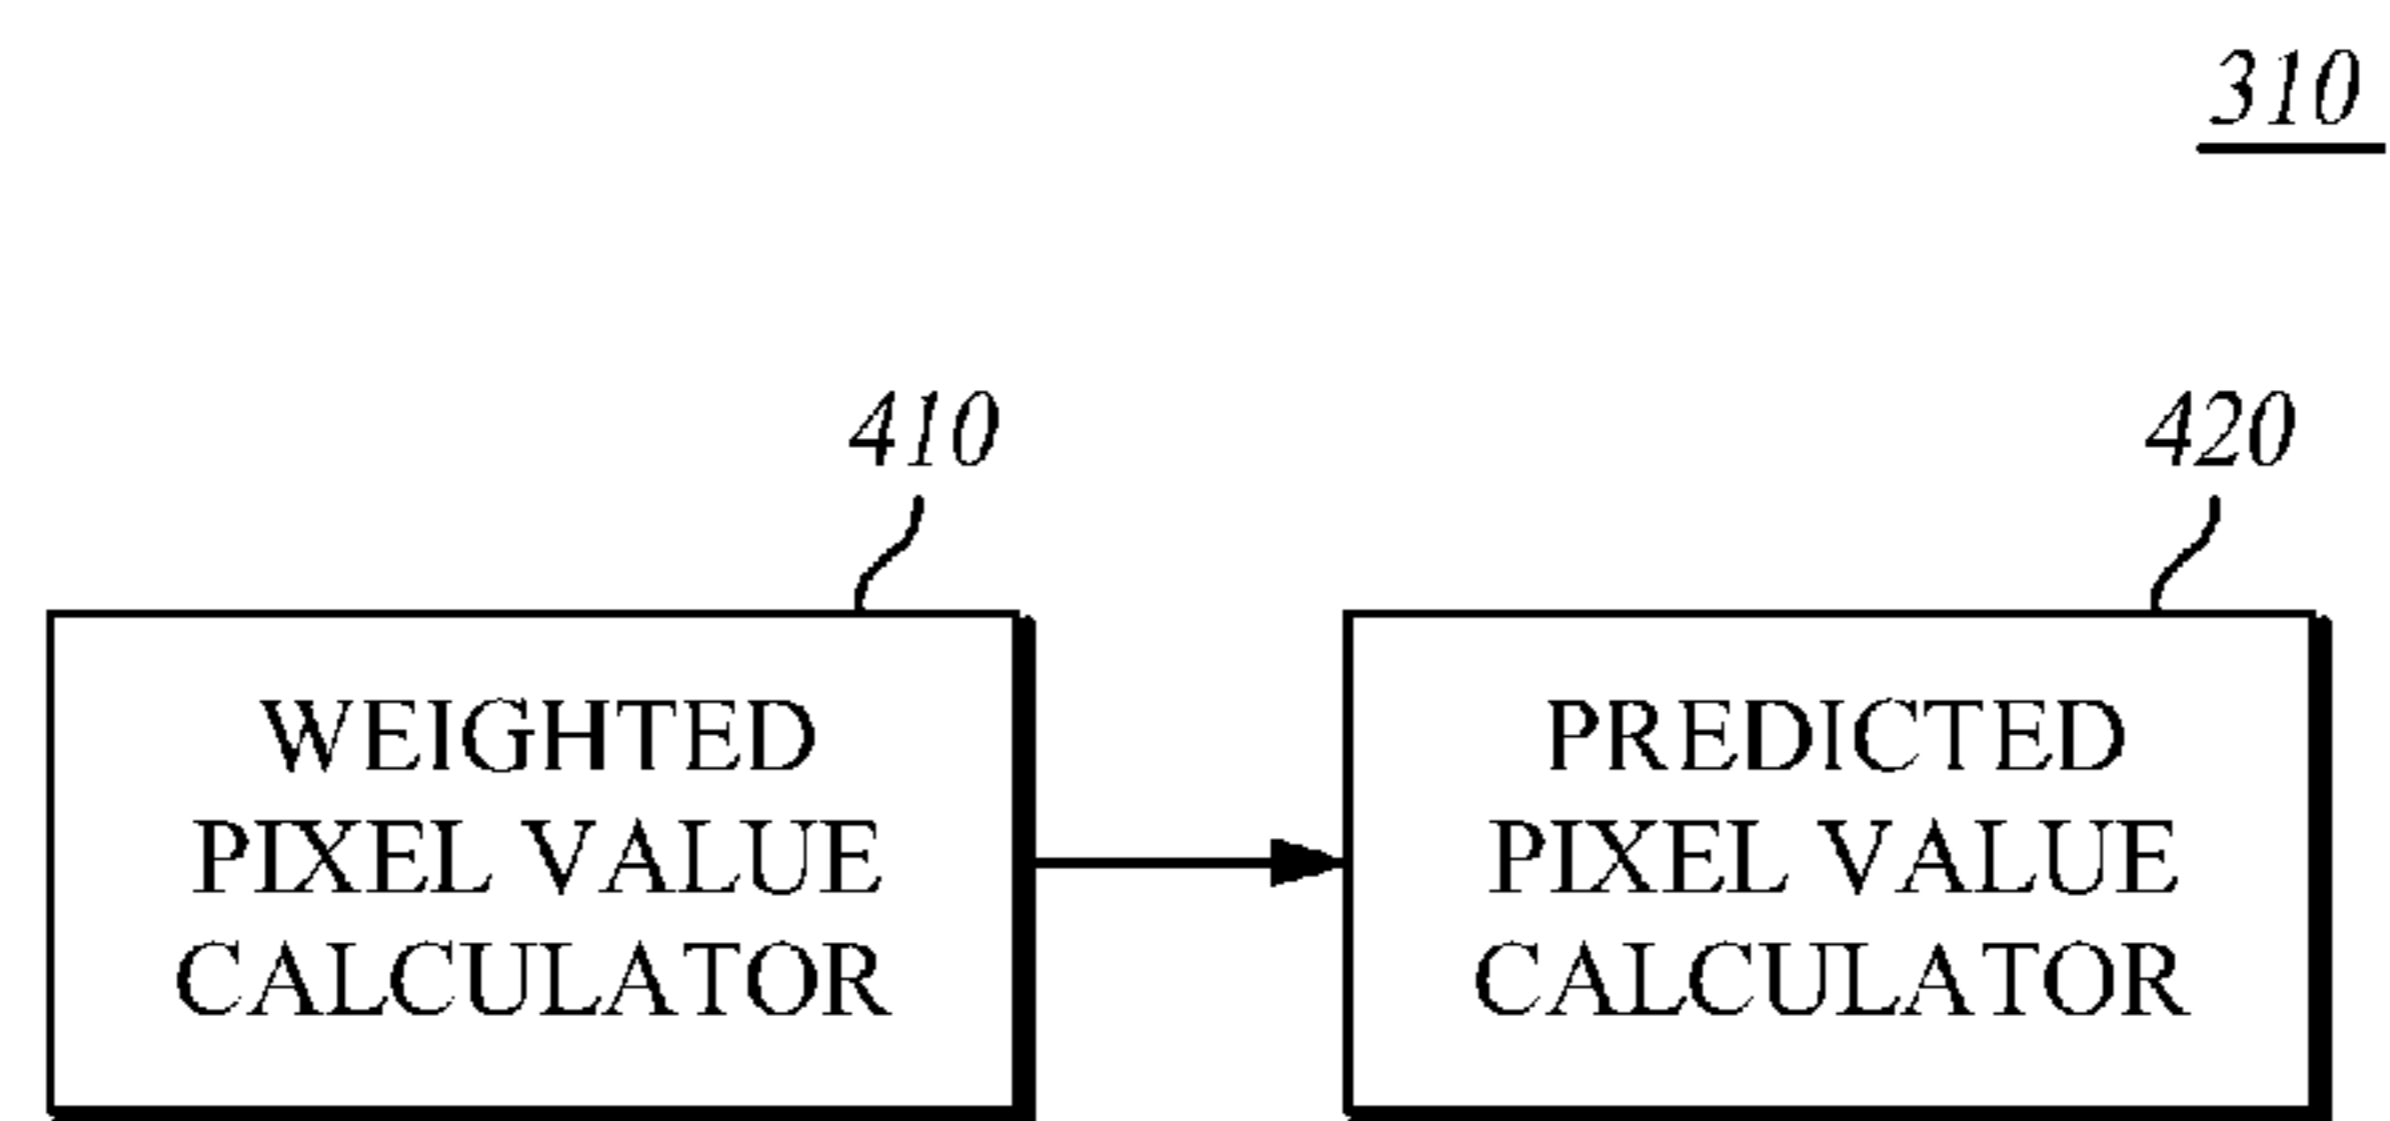 310
410
420
WEIGHTED
PIXEL VALUE
CALCULATOR
PREDICTED
PIXEL VALUE
CALCULATOR